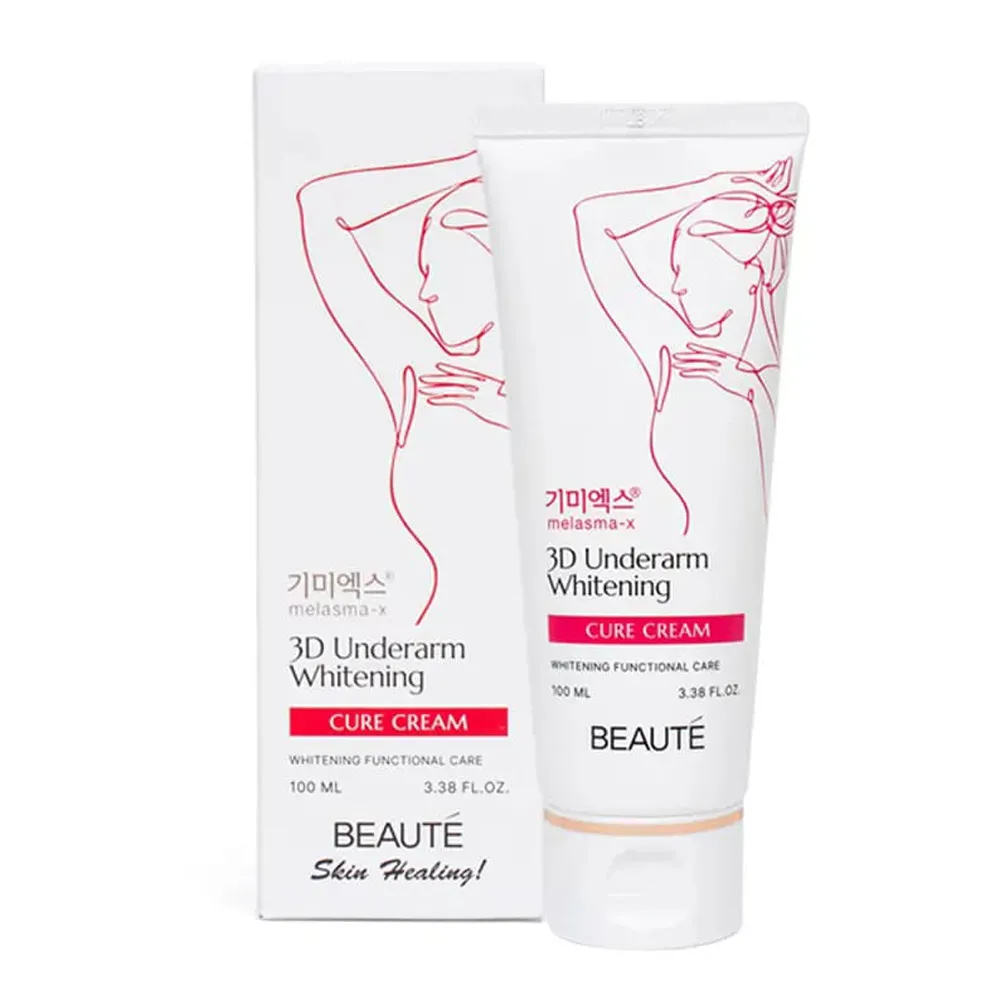 기미엑스®
melasma-x
3D Underarm
Whitening
CURE CREAM
WHITENING FUNCTIONAL CARE
100 ML 3.38 FL.OZ.
BEAUTÉ
Skin Healing!
기미엑스®
melasma-x
3D Underarm
Whitening
CURE CREAM
WHITENING FUNCTIONAL CARE
100 ML 3.38 FL.OZ.
BEAUTÉ